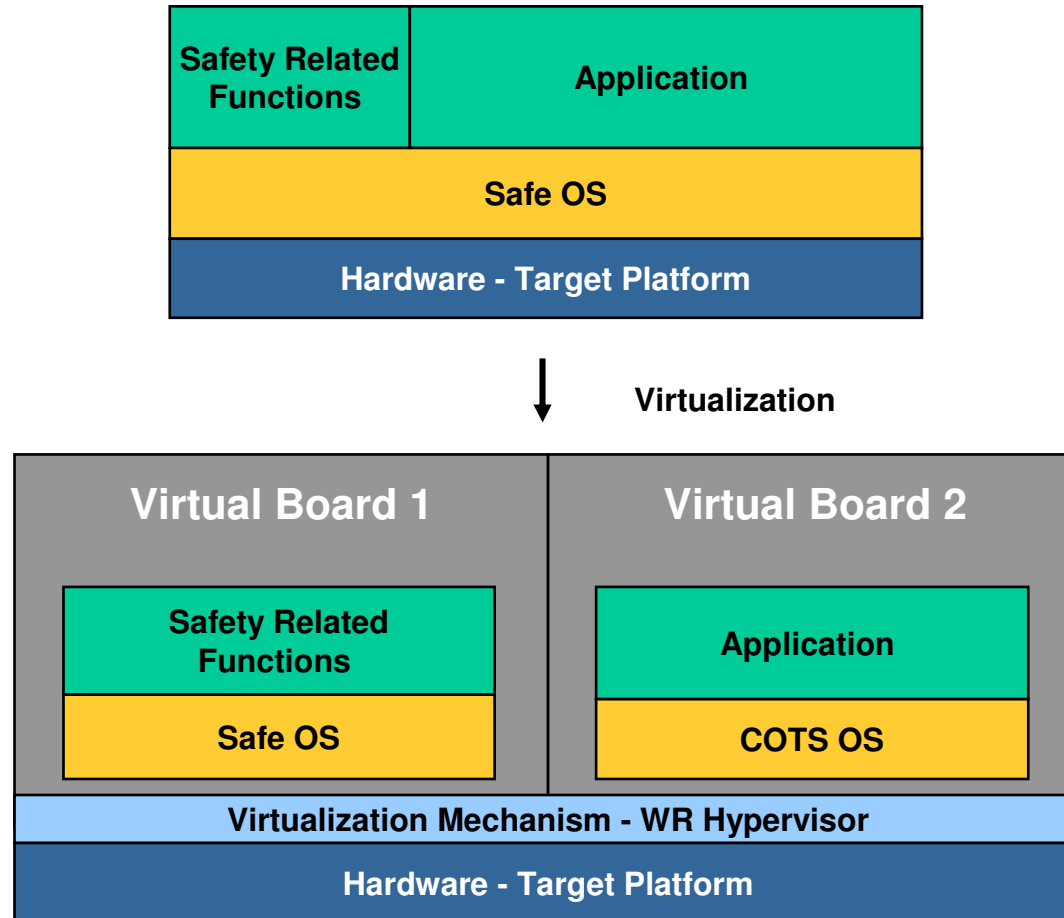 Safety Related
Functions
Application
Safe OS
Hardware - Target Platform
Virtualization
Virtual Board 1
Virtual Board 2
Safety Related
Functions
Application
Safe OS
COTS OS
Virtualization Mechanism - WR Hypervisor
Hardware - Target Platform